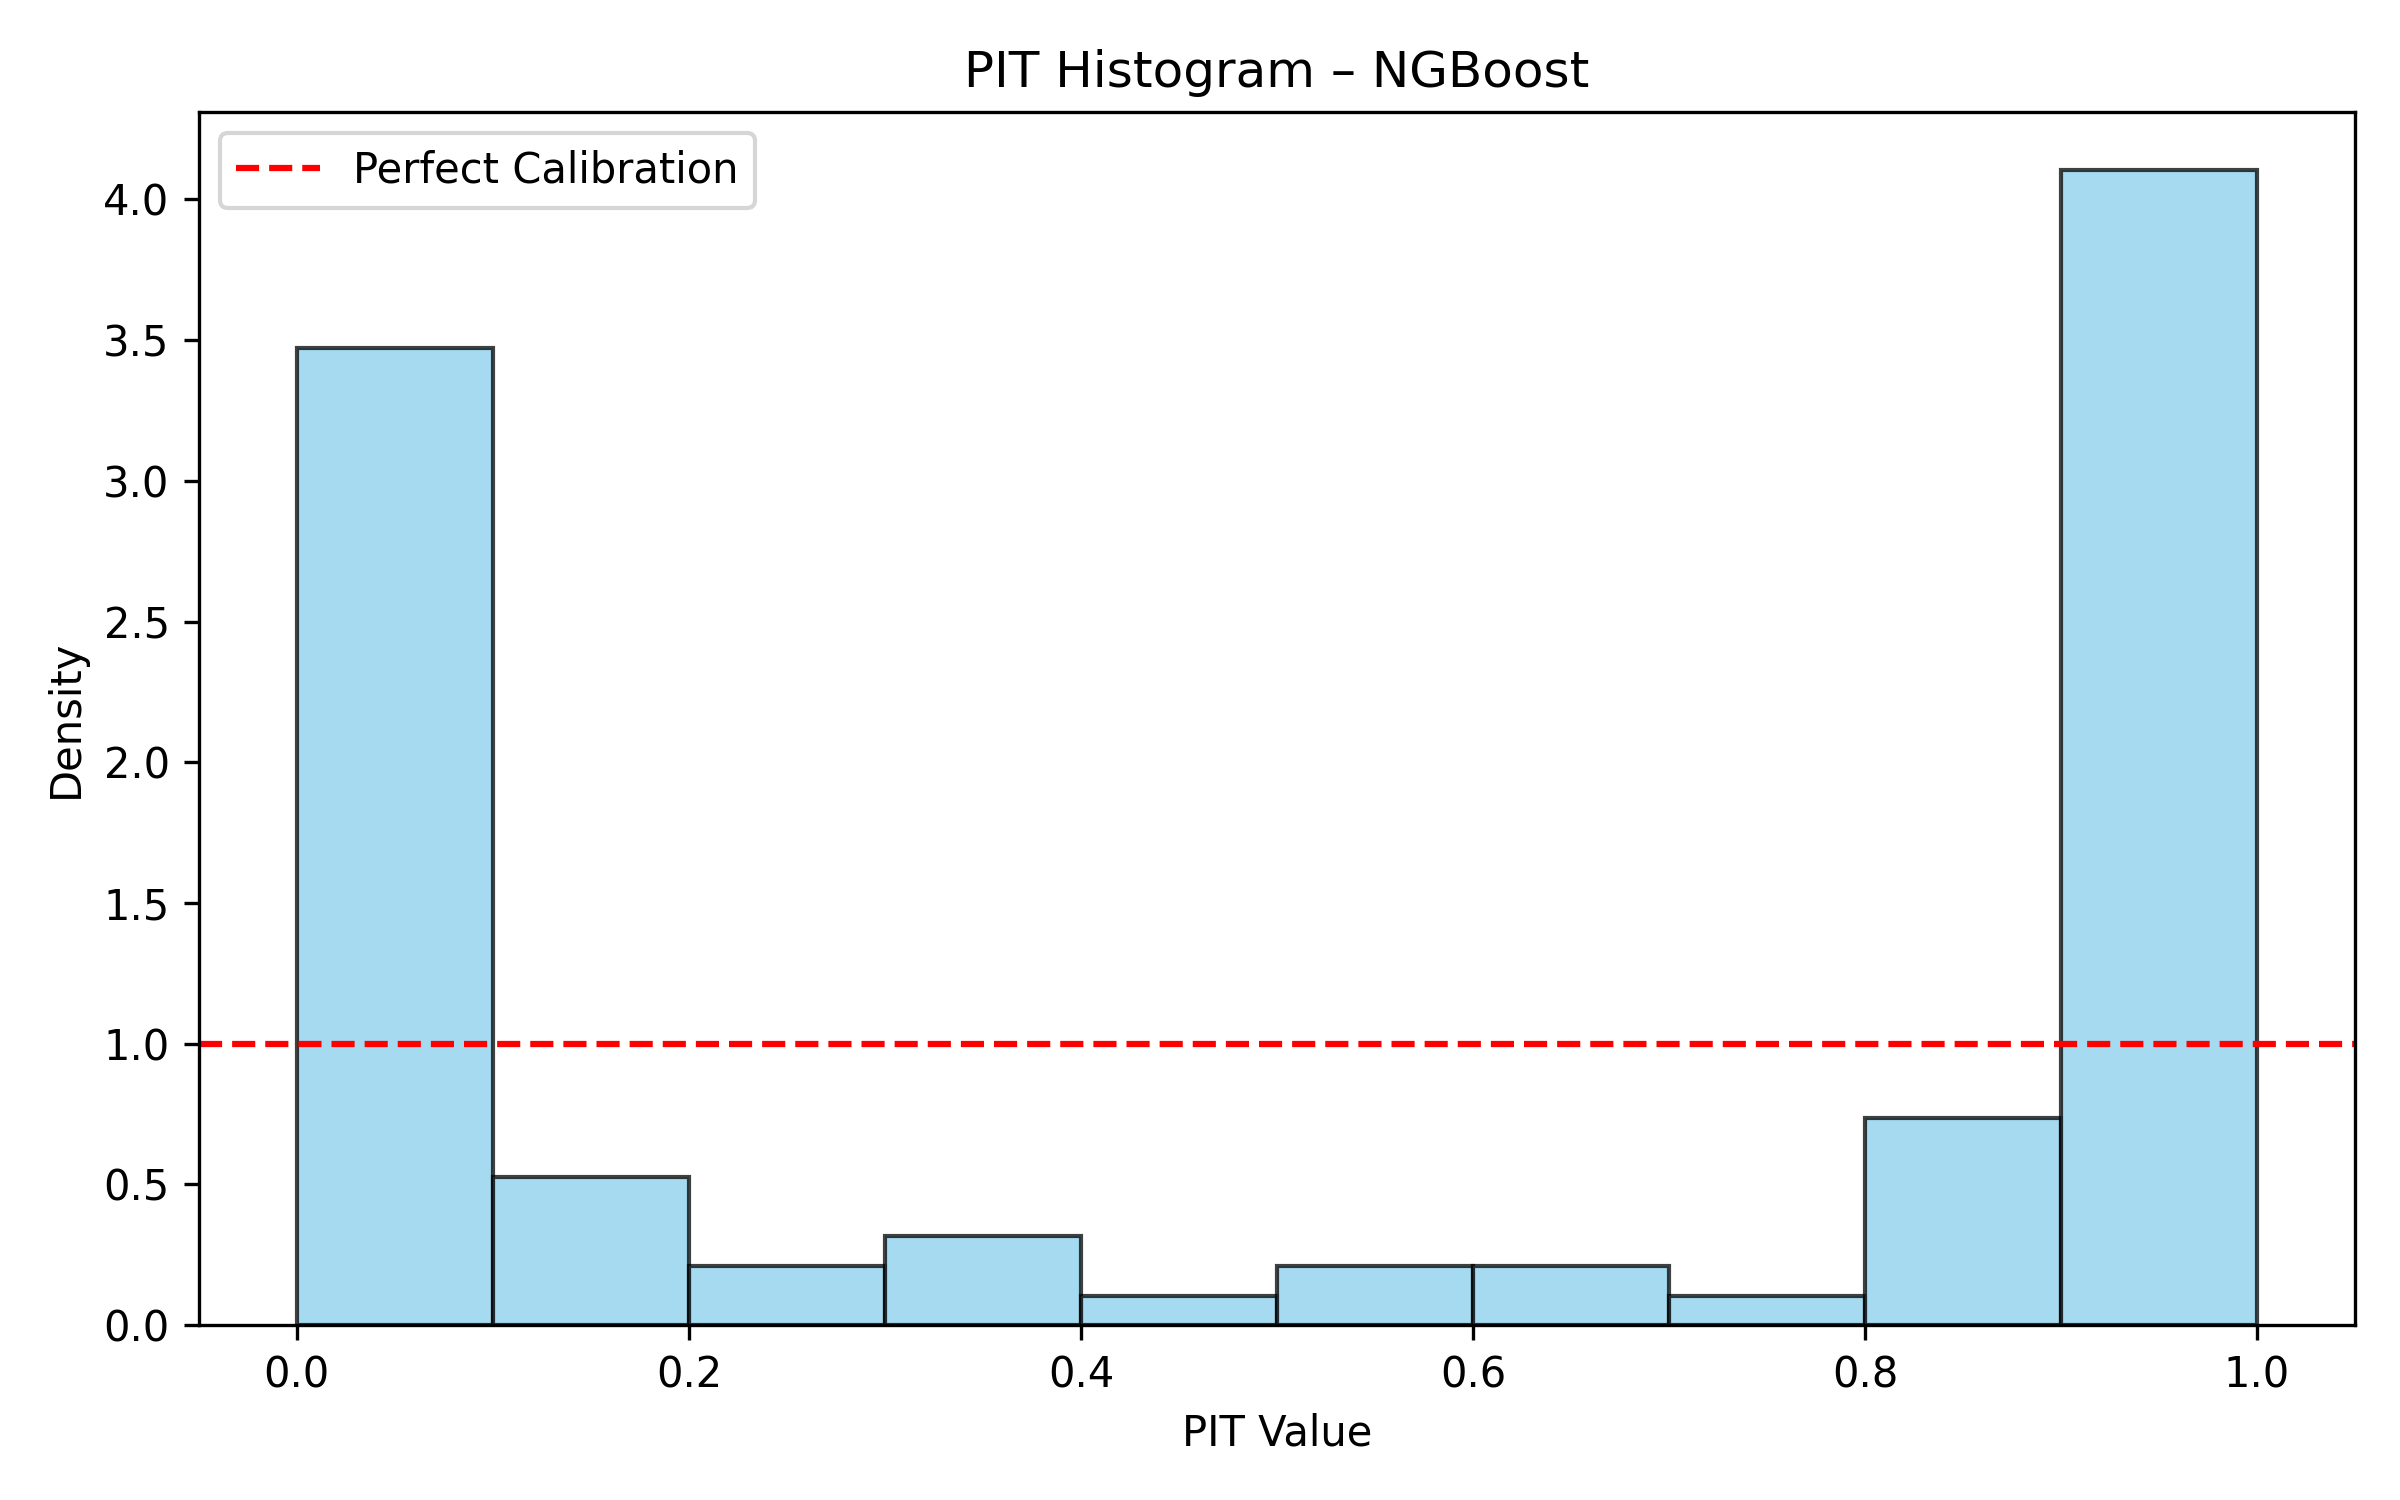 PIT Histogram – NGBoost
Perfect Calibration
Density
4.0
3.5
3.0
2.5
2.0
1.5
1.0
0.5
0.0
0.0 0.2 0.4 0.6 0.8 1.0
PIT Value